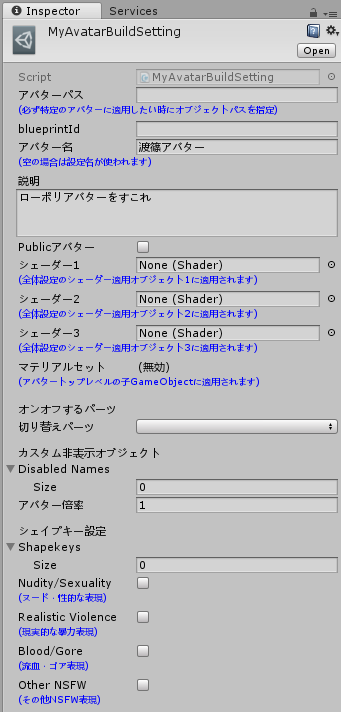 Inspector Services
MyAvatarBuildSetting
Open
Script MyAvatarBuildSetting
アバターパス
(必ず特定のアバターに適用したい時にオブジェクトパスを指定)
blueprintId
アバター名 渡篠アバター
(空の場合は設定名が使われます)
説明
ローポリアバターをすこれ
Publicアバター
シェーダー1 None (Shader)
(全体設定のシェーダー適用オブジェクト1に適用されます)
シェーダー2 None (Shader)
(全体設定のシェーダー適用オブジェクト2に適用されます)
シェーダー3 None (Shader)
(全体設定のシェーダー適用オブジェクト3に適用されます)
マテリアルセット (無効)
(アバタートップレベルの子GameObjectに適用されます)
オンオフするパーツ
切り替えパーツ
カスタム非表示オブジェクト
Disabled Names
Size 0
アバター倍率 1
シェイプキー設定
Shapekeys
Size 0
Nudity/Sexuality
(ヌード・性的な表現)
Realistic Violence
(現実的な暴力表現)
Blood/Gore
(流血・ゴア表現)
Other NSFW
(その他NSFW表現)